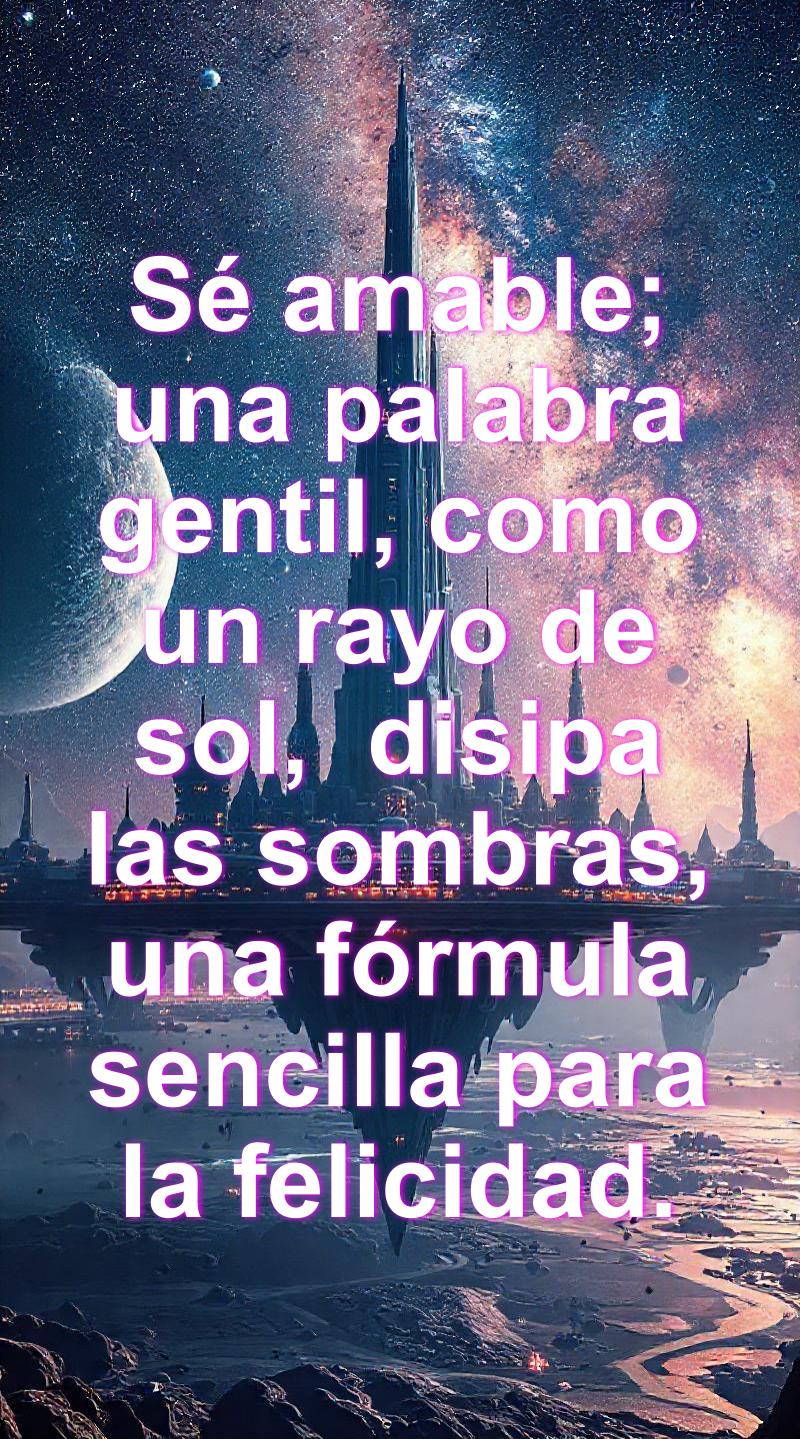 Sé amable;
una palabra
gentil, como
un rayo de
sol,  disipa
las sombras,
una fórmula
sencilla para
la felicidad.